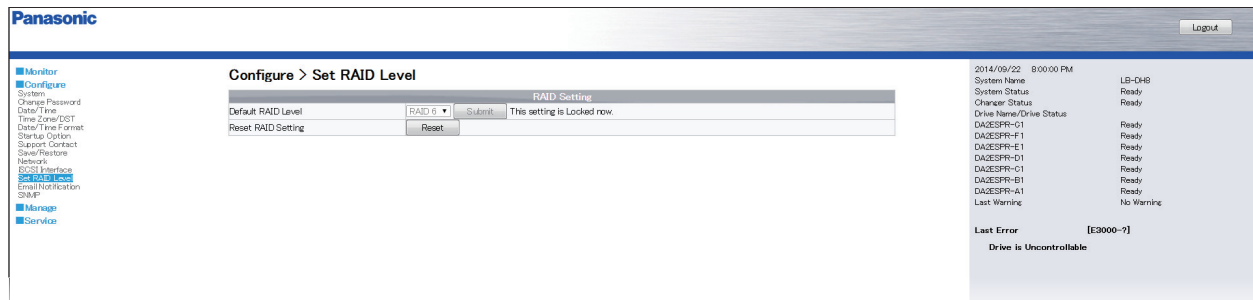 Panasonic
Logout
Monitor
Configure
System
Change Password
Date/Time
Time Zone/DST
Date/Time Format
Startup Option
Support Contact
Save/Restore
Network
iSCSI Interface
Set RAID Level
Email Notification
SNMP
Manage
Service
Configure > Set RAID Level
RAID Setting
Default RAID Level RAID 6 Submit This setting is Locked now.
Reset RAID Setting Reset
2014/09/22 8:00:00 PM
System Name LB-DH8
System Status Ready
Changer Status Ready
Drive Name/Drive Status
DA2ESPR-G1 Ready
DA2ESPR-F1 Ready
DA2ESPR-E1 Ready
DA2ESPR-D1 Ready
DA2ESPR-C1 Ready
DA2ESPR-B1 Ready
DA2ESPR-A1 Ready
Last Warning No Warning
Last Error [E3000-?]
Drive is Uncontrollable